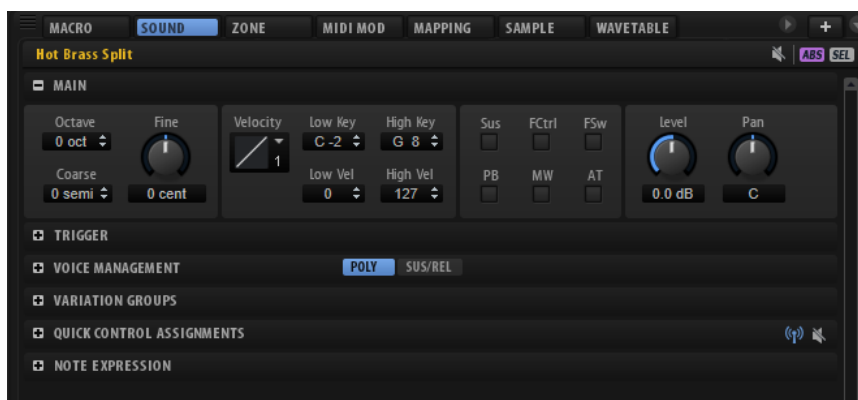 MACRO SOUND ZONE MIDI MOD MAPPING SAMPLE WAVETABLE +
Hot Brass Split ABS SEL
MAIN
Octave Fine Velocity Low Key High Key Sus FCtrl FSw Level Pan
0 oct C -2 G 8
1
Coarse Low Vel High Vel PB MW AT
0 semi 0 cent 0 127 0.0 dB C
TRIGGER
VOICE MANAGEMENT POLY SUS/REL
VARIATION GROUPS
QUICK CONTROL ASSIGNMENTS
NOTE EXPRESSION